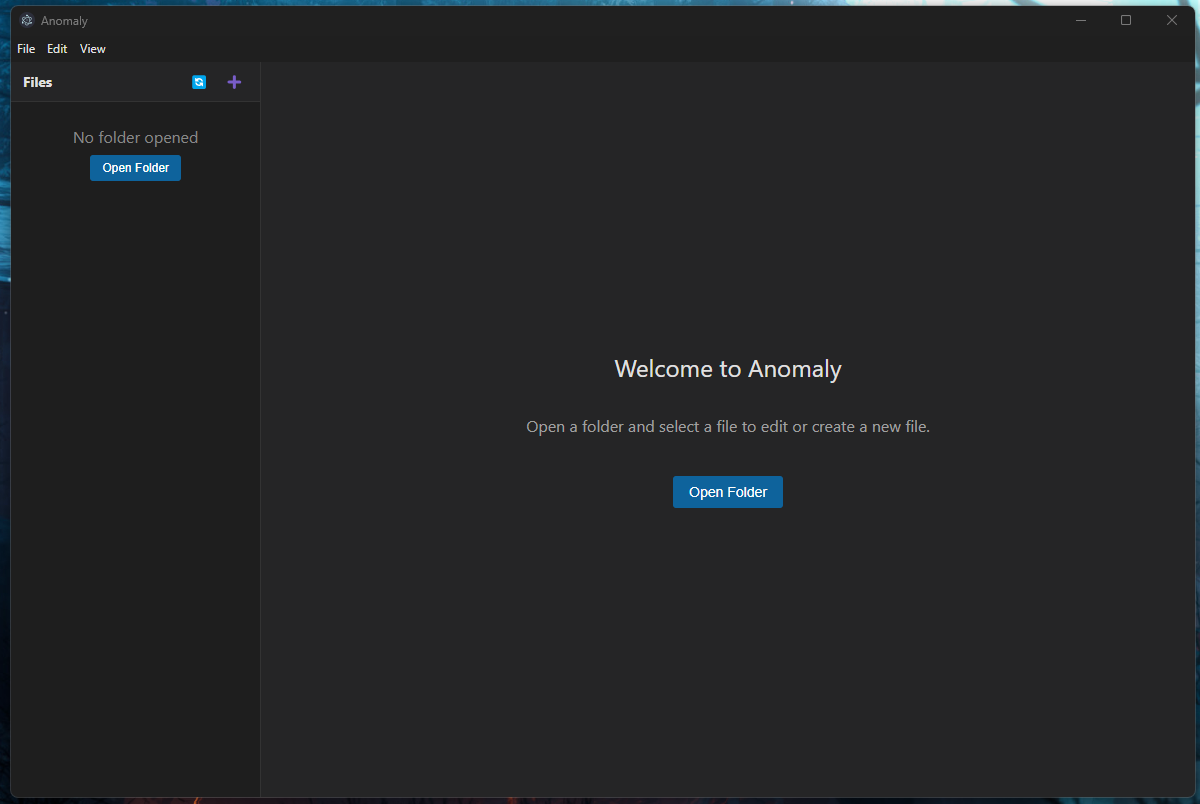 Anomaly
File Edit View
Files
No folder opened
Open Folder
Welcome to Anomaly
Open a folder and select a file to edit or create a new file.
Open Folder